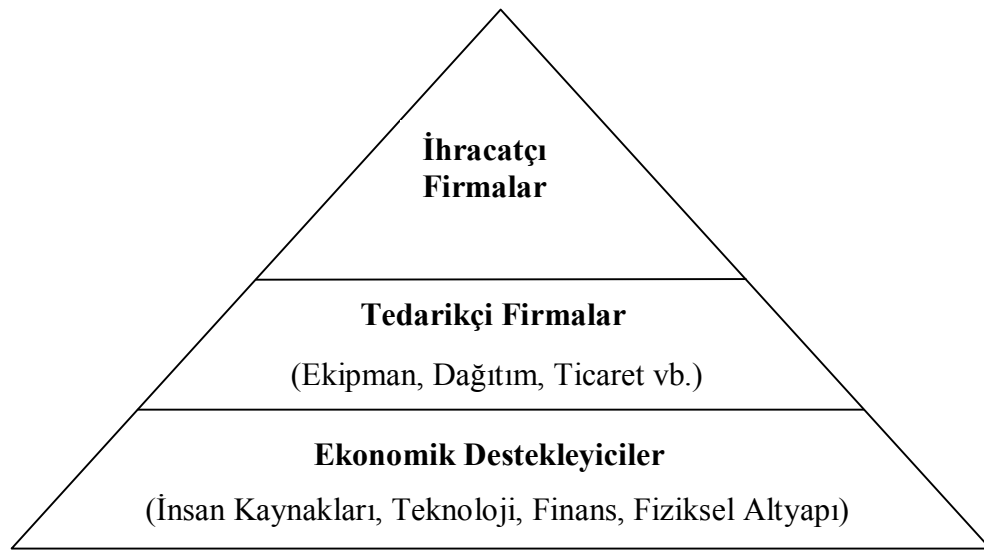 İhracatçı
Firmalar
Tedarikçi Firmalar
(Ekipman, Dağıtım, Ticaret vb.)
Ekonomik Destekleyiciler
(İnsan Kaynakları, Teknoloji, Finans, Fiziksel Altyapı)